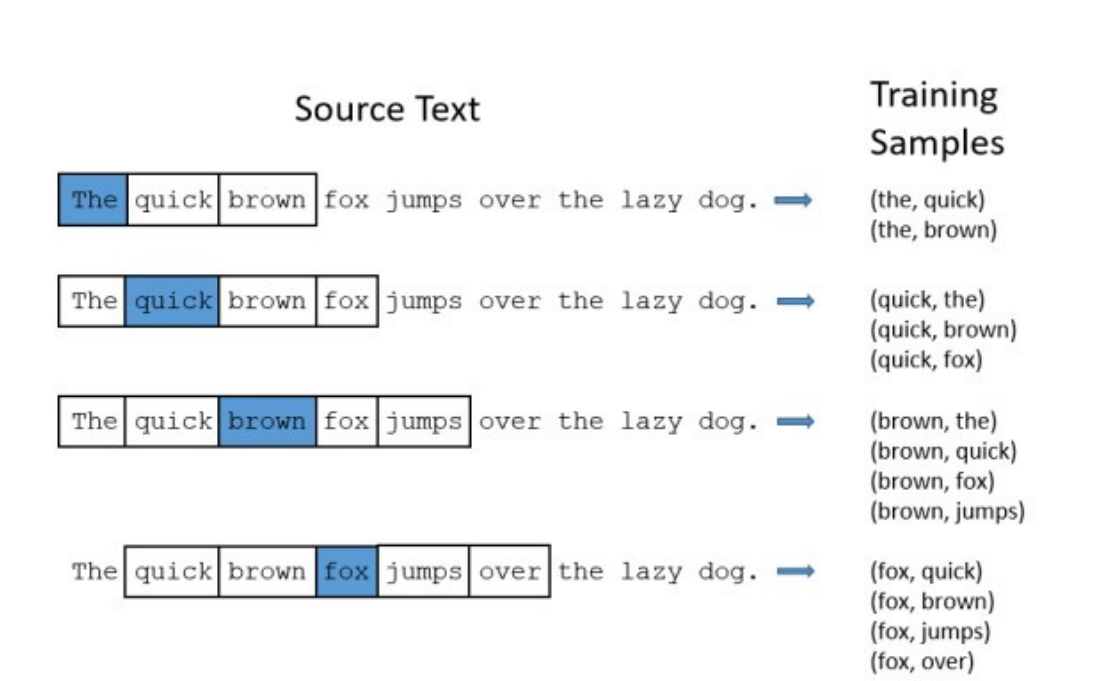 Source Text
Training
Samples
The quick brown fox jumps over the lazy dog.
(the, quick)
(the, brown)
The quick brown fox jumps over the lazy dog.
(quick, the)
(quick, brown)
(quick, fox)
The quick brown fox jumps over the lazy dog.
(brown, the)
(brown, quick)
(brown, fox)
(brown, jumps)
The quick brown fox jumps over the lazy dog.
(fox, quick)
(fox, brown)
(fox, jumps)
(fox, over)